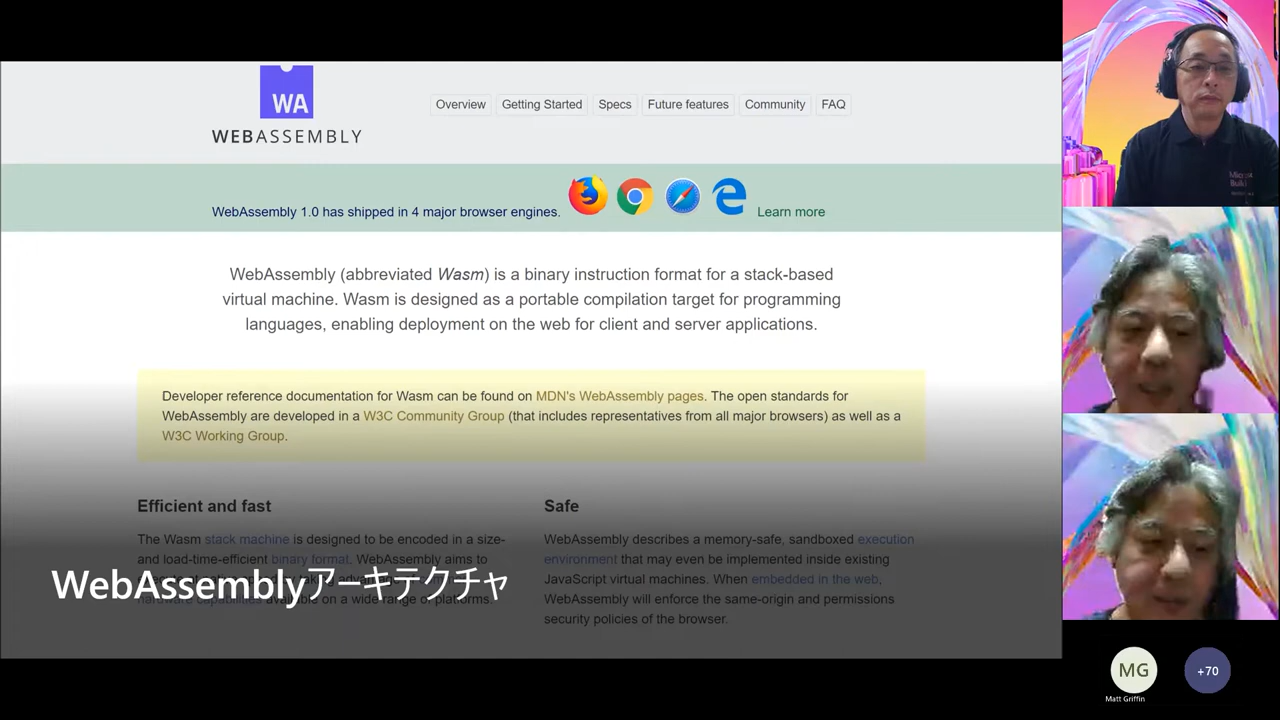 WA
WEBASSEMBLY
Overview Getting Started Specs Future features Community FAQ
WebAssembly 1.0 has shipped in 4 major browser engines. Learn more
WebAssembly (abbreviated Wasm) is a binary instruction format for a stack-based
virtual machine. Wasm is designed as a portable compilation target for programming
languages, enabling deployment on the web for client and server applications.
Developer reference documentation for Wasm can be found on MDN's WebAssembly pages. The open standards for
WebAssembly are developed in a W3C Community Group (that includes representatives from all major browsers) as well as a
W3C Working Group.
Efficient and fast
The Wasm stack machine is designed to be encoded in a size-
and load-time-efficient binary format. WebAssembly aims to
available on a wide range of platforms.
WebAssemblyアーキテクチャ
Safe
WebAssembly describes a memory-safe, sandboxed execution
environment that may even be implemented inside existing
JavaScript virtual machines. When embedded in the web,
WebAssembly will enforce the same-origin and permissions
security policies of the browser.
Build
MG
Matt Griffin
+70